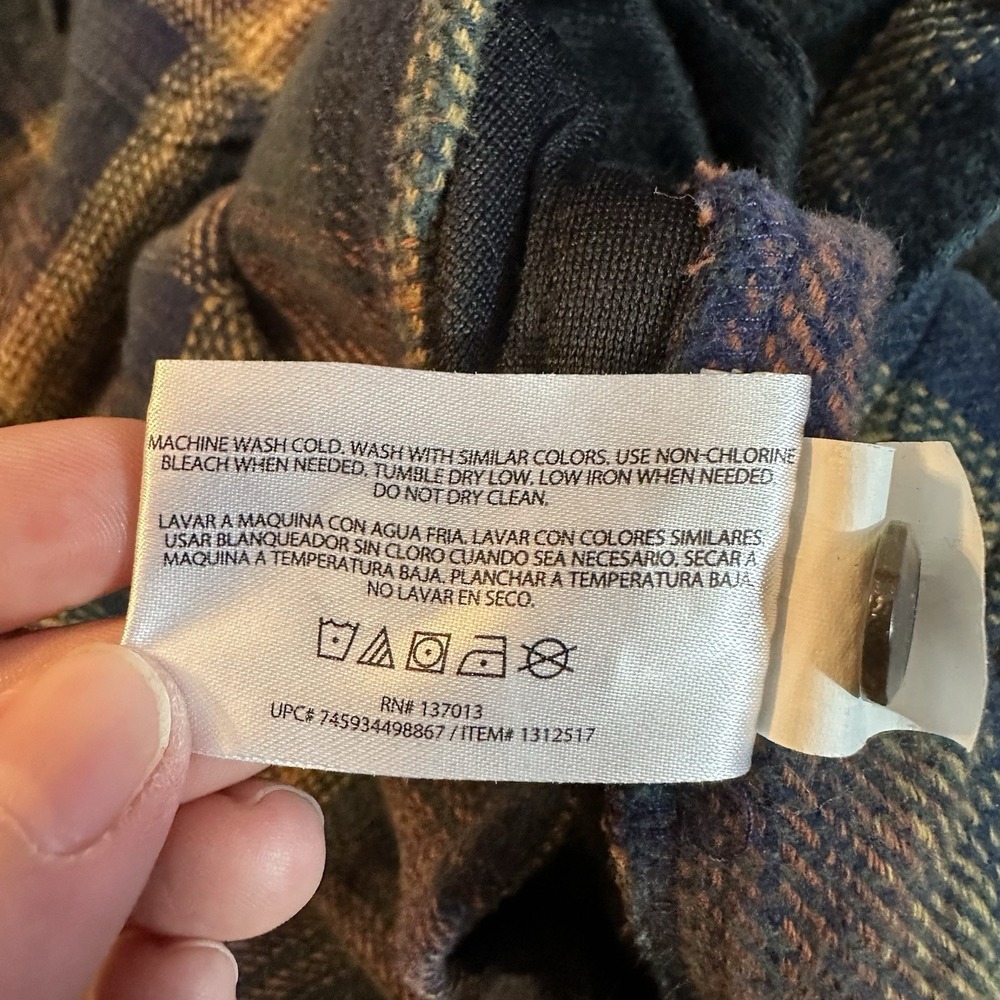 MACHINE WASH COLD. WASH WITH SIMILAR COLORS. USE NON-CHLORINE
BLEACH WHEN NEEDED. TUMBLE DRY LOW. LOW IRON WHEN NEEDED
DO NOT DRY CLEAN.
LAVAR A MAQUINA CON AGUA FRIA. LAVAR CON COLORES SIMILARES
USAR BLANQUEADOR SIN CLORO CUANDO SEA NECESARIO. SECAR A
MAQUINA A TEMPERATURA BAJA. PLANCHAR A TEMPERATURA BAJA.
NO LAVAR EN SECO.
RN# 137013
UPC# 745934498867 / ITEM# 1312517